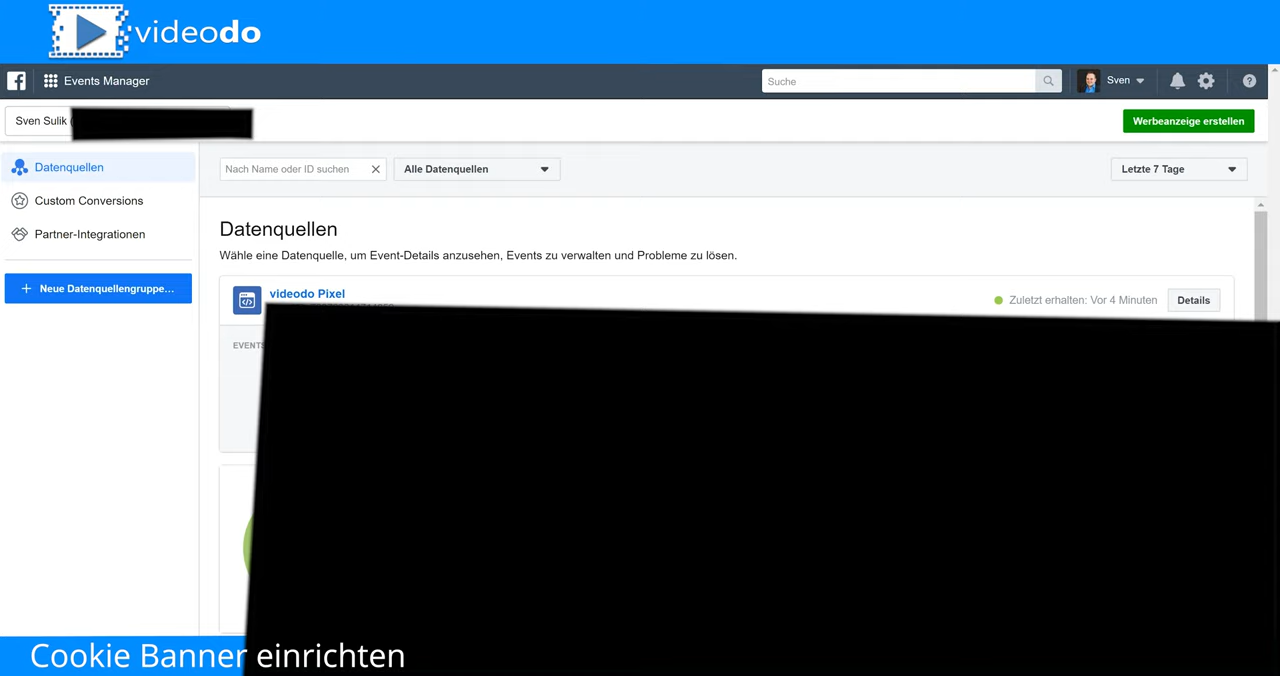 videodo
Events Manager
Suche
Sven
Sven Sulik
Werbeanzeige erstellen
Datenquellen
Nach Name oder ID suchen
Alle Datenquellen
Letzte 7 Tage
Custom Conversions
Partner-Integrationen
+ Neue Datenquellengruppe...
Datenquellen
Wähle eine Datenquelle, um Event-Details anzusehen, Events zu verwalten und Probleme zu lösen.
videodo Pixel
Zuletzt erhalten: Vor 4 Minuten
Details
EVENTS
Cookie Banner einrichten